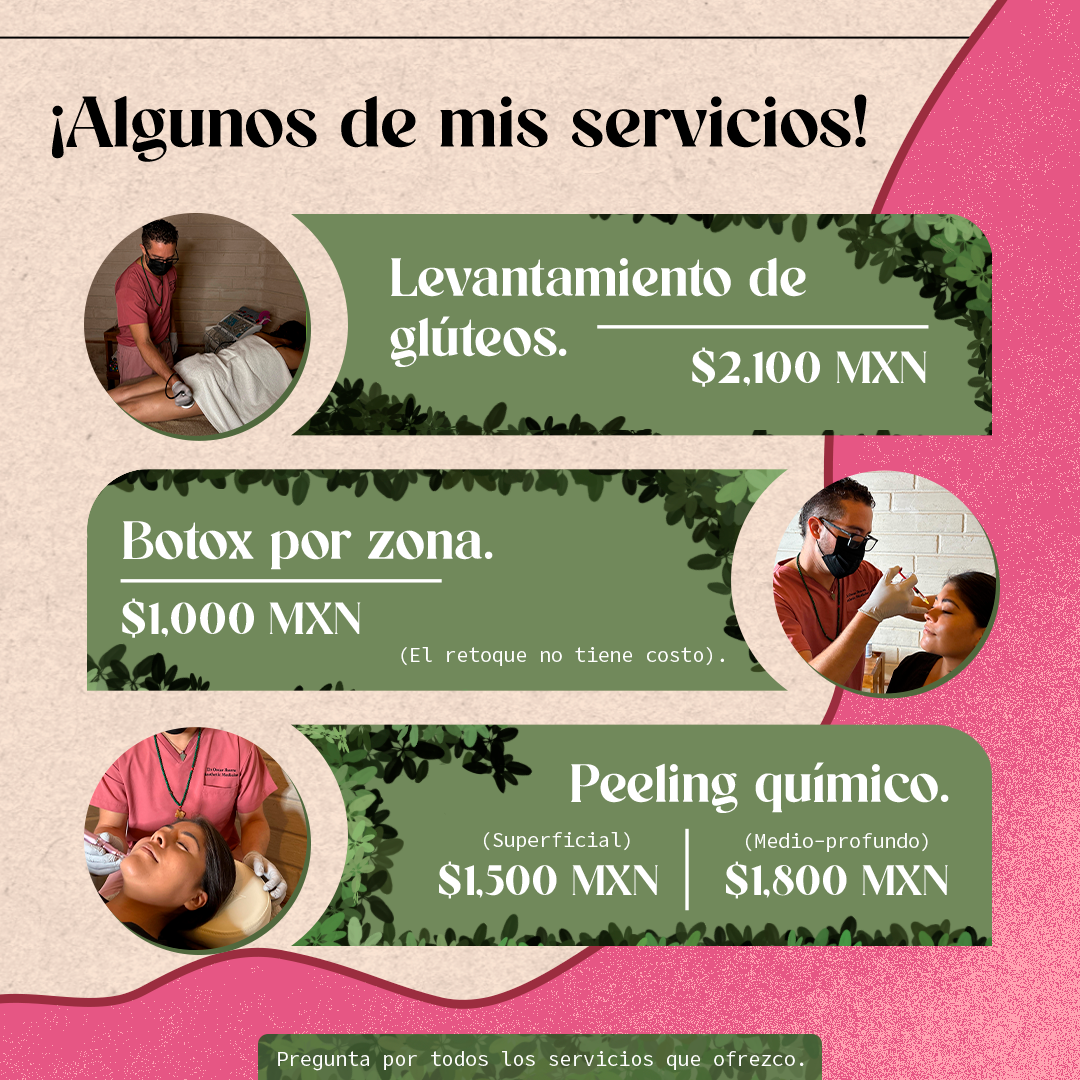 ¡Algunos de mis servicios!
Levantamiento de
glúteos.
$2,100 MXN
Botox por zona.
$1,000 MXN
(El retoque no tiene costo).
Peeling químico.
(Superficial)
$1,500 MXN
(Medio-profundo)
$1,800 MXN
Pregunta por todos los servicios que ofrezco.